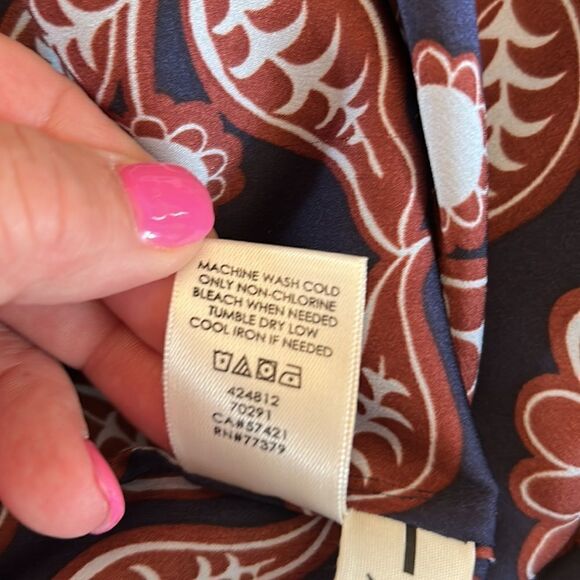 MACHINE WASH COLD
ONLY NON-CHLORINE
BLEACH WHEN NEEDED
TUMBLE DRY LOW
COOL IRON IF NEEDED
424812
70291
CA#57421
RN#77379